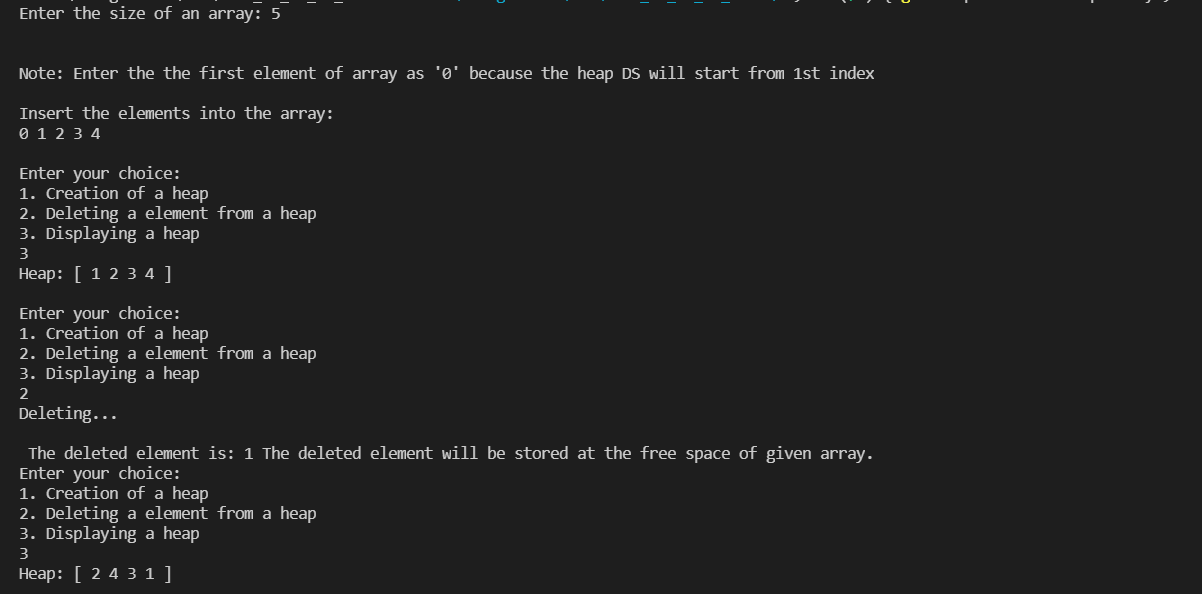 Enter the size of an array: 5
Note: Enter the the first element of array as '0' because the heap DS will start from 1st index
Insert the elements into the array:
0 1 2 3 4
Enter your choice:
1. Creation of a heap
2. Deleting a element from a heap
3. Displaying a heap
3
Heap: [ 1 2 3 4 ]
Enter your choice:
1. Creation of a heap
2. Deleting a element from a heap
3. Displaying a heap
2
Deleting...
The deleted element is: 1 The deleted element will be stored at the free space of given array.
Enter your choice:
1. Creation of a heap
2. Deleting a element from a heap
3. Displaying a heap
3
Heap: [ 2 4 3 1 ]